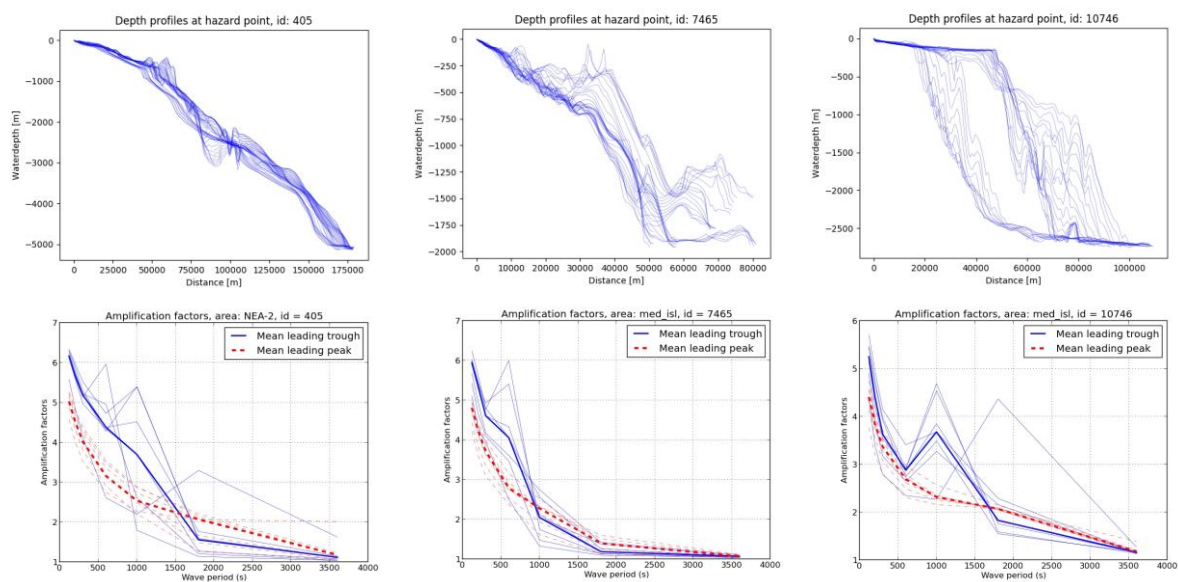 Depth profiles at hazard point, id: 405
0
−1000
−2000
−3000
−4000
−5000
Waterdepth [m]
0 25000 50000 75000 100000 125000 150000 175000
Distance [m]
Depth profiles at hazard point, id: 7465
0
−250
−500
−750
−1000
−1250
−1500
−1750
−2000
Waterdepth [m]
0 10000 20000 30000 40000 50000 60000 70000 80000
Distance [m]
Depth profiles at hazard point, id: 10746
0
−500
−1000
−1500
−2000
−2500
Waterdepth [m]
0 20000 40000 60000 80000 100000
Distance [m]
Amplification factors, area: NEA-2, id = 405
Mean leading trough
Mean leading peak
7
6
5
4
3
2
1
Amplification factors
0 500 1000 1500 2000 2500 3000 3500 4000
Wave period (s)
Amplification factors, area: med_isl, id = 7465
Mean leading trough
Mean leading peak
7
6
5
4
3
2
1
Amplification factors
0 500 1000 1500 2000 2500 3000 3500 4000
Wave period (s)
Amplification factors, area: med_isl, id = 10746
Mean leading trough
Mean leading peak
6
5
4
3
2
1
Amplification factors
0 500 1000 1500 2000 2500 3000 3500 4000
Wave period (s)